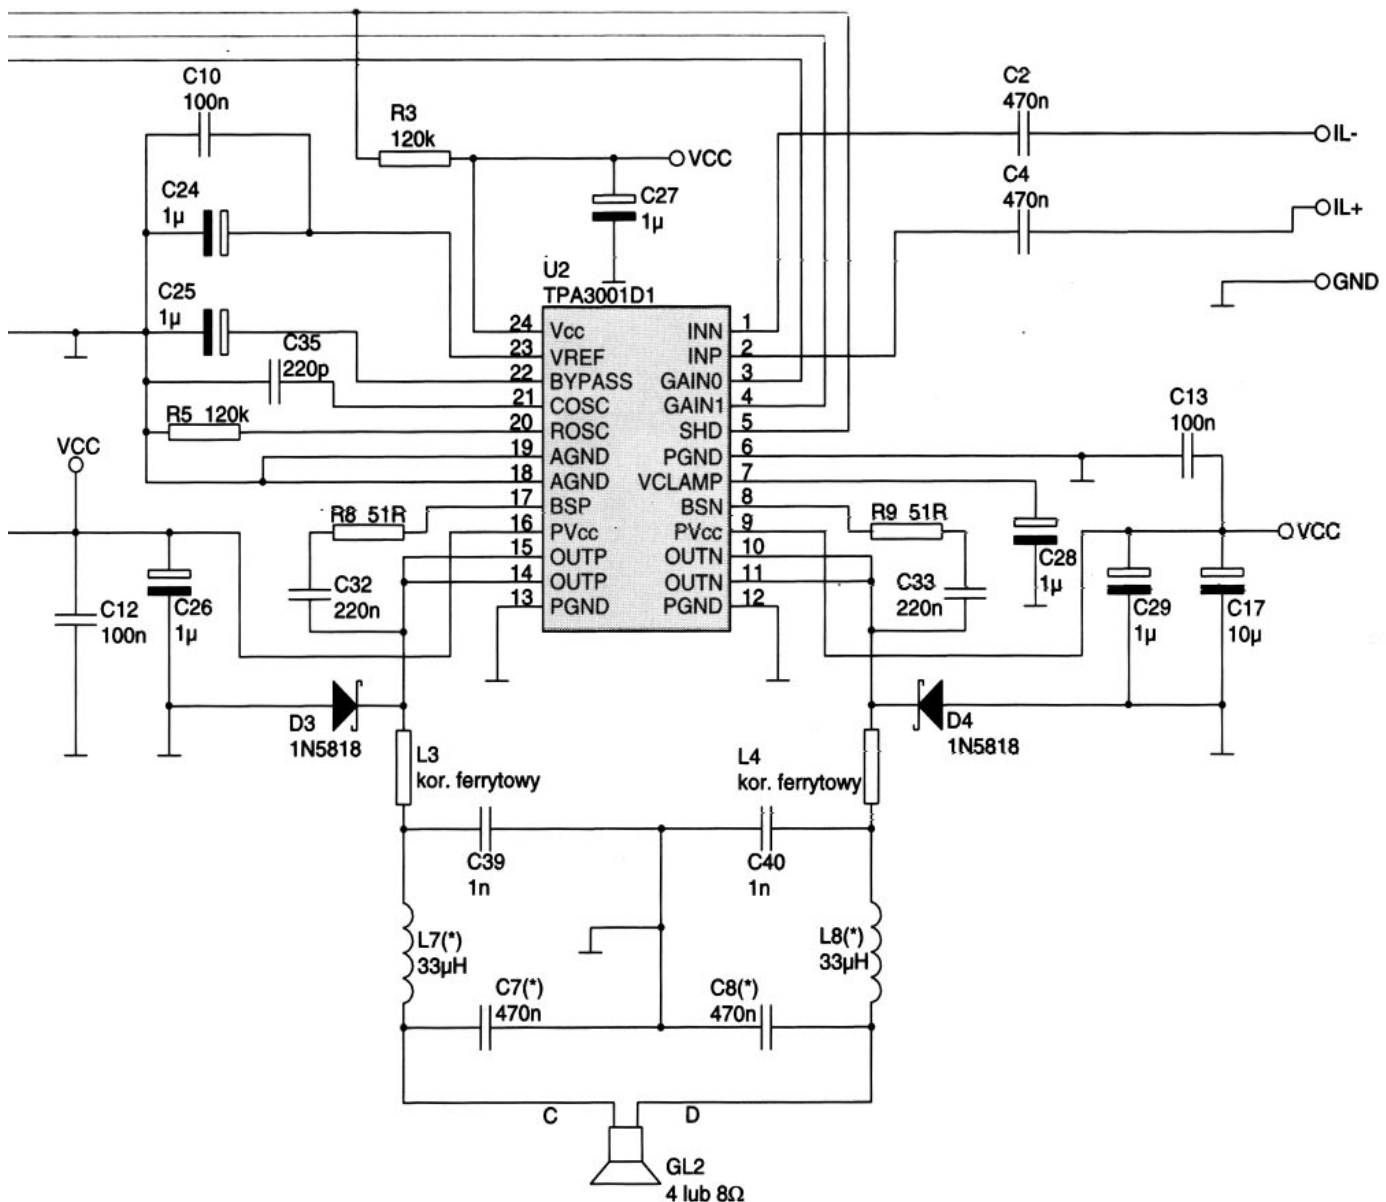 C10
100n
R3
120k
C2
470n
IL-
VCC
C24
1µ
C27
1µ
C4
470n
IL+
U2
TPA3001D1
GND
C25
1µ
C35
220p
24 Vcc INN 1
23 VREF INP 2
22 BYPASS GAIN0 3
21 COSC GAIN1 4
R5 120k
20 ROSC SHD 5
19 AGND PGND 6
18 AGND VCLAMP 7
17 BSP BSN 8
16 PVcc PVcc 9
15 OUTP OUTN 10
14 OUTP OUTN 11
13 PGND PGND 12
C13
100n
VCC
R8 51R
R9 51R
VCC
C32
220n
C33
220n
C28
1µ
C12
100n
C26
1µ
C29
1µ
C17
10µ
D3
1N5818
D4
1N5818
L3
kor. ferrytowy
L4
kor. ferrytowy
C39
1n
C40
1n
L7(*)
33µH
L8(*)
33µH
C7(*)
470n
C8(*)
470n
C
D
GL2
4 lub 8Ω